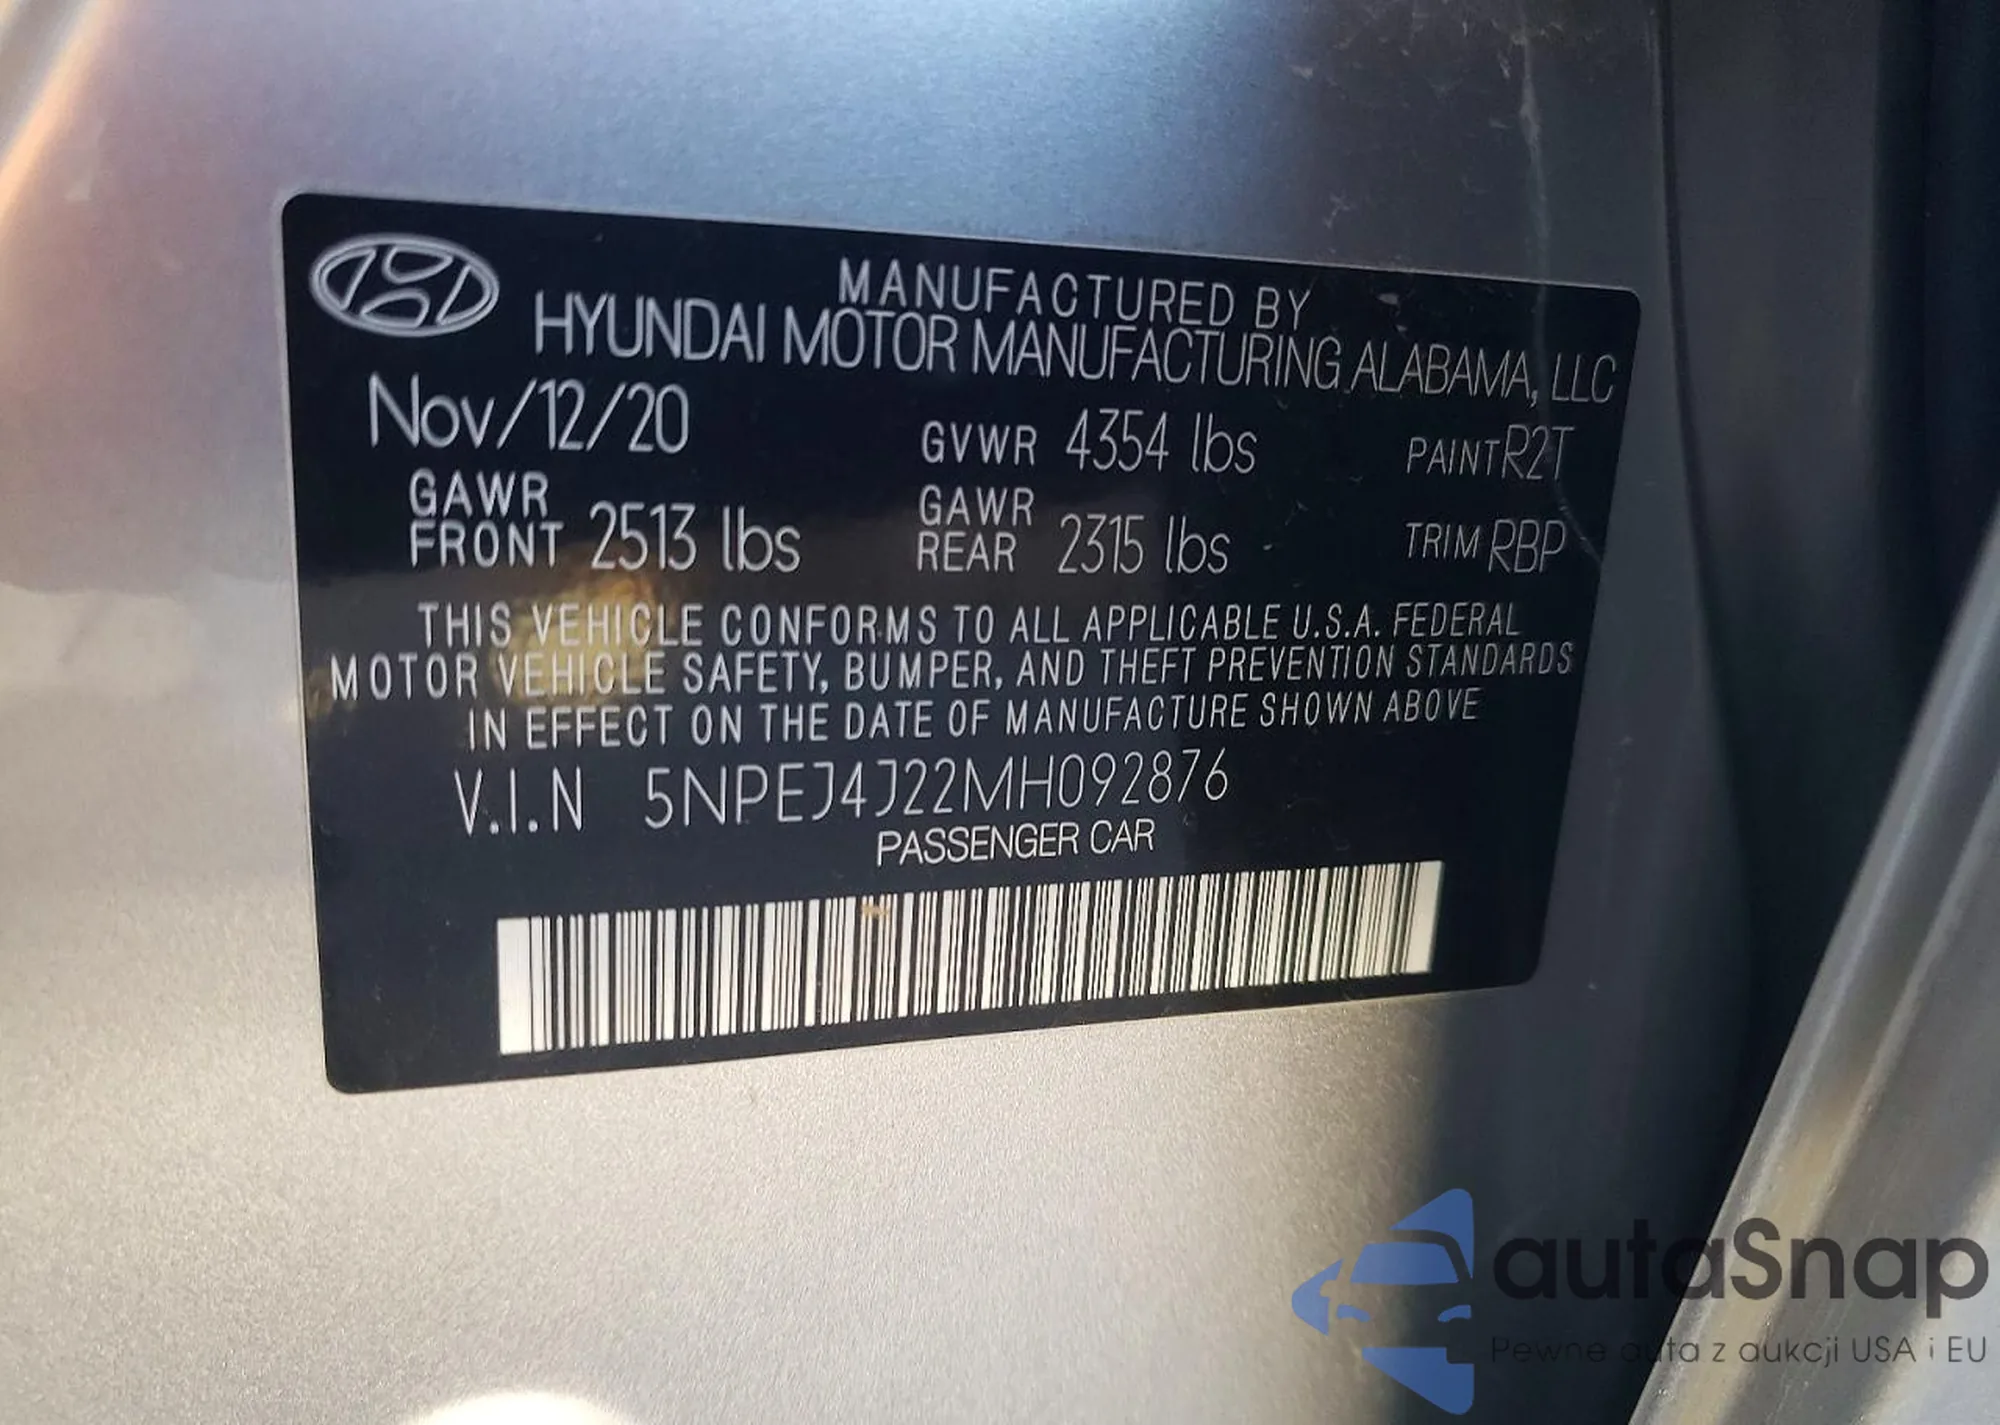 MANUFACTURED BY
HYUNDAI MOTOR MANUFACTURING ALABAMA, LLC
Nov/12/20 GVWR 4354 lbs PAINT R2T
GAWR FRONT 2513 lbs GAWR REAR 2315 lbs TRIM RBP
THIS VEHICLE CONFORMS TO ALL APPLICABLE U.S.A. FEDERAL
MOTOR VEHICLE SAFETY, BUMPER, AND THEFT PREVENTION STANDARDS
IN EFFECT ON THE DATE OF MANUFACTURE SHOWN ABOVE
V.I.N 5NPEJ4J22MH092876
PASSENGER CAR
autaSnap
Pewne auta z aukcji USA i EU